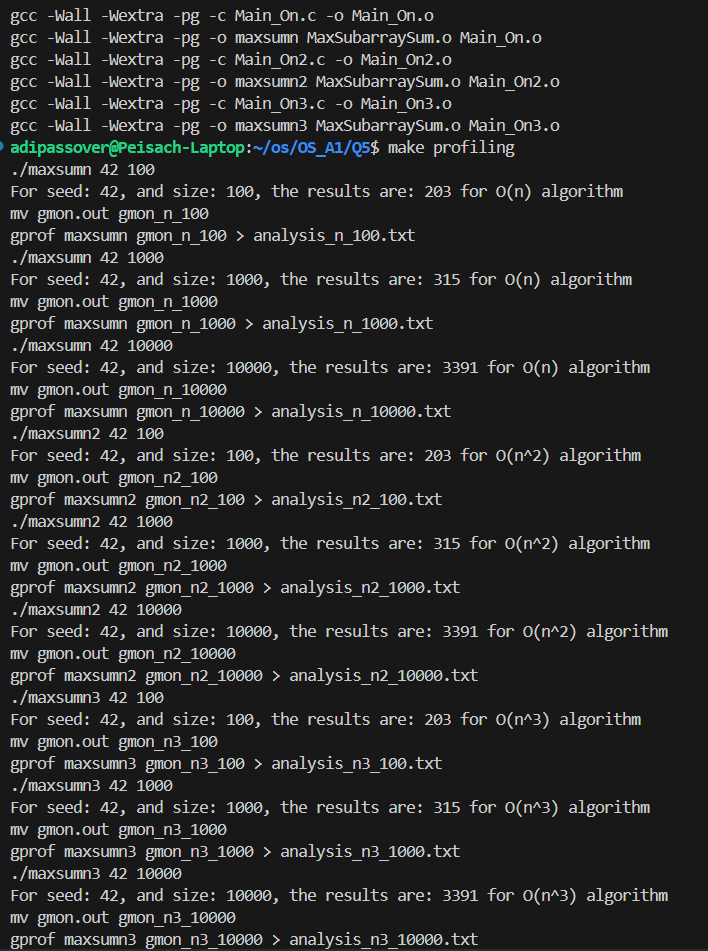 gcc -Wall -Wextra -pg -c Main_On.c -o Main_On.o
gcc -Wall -Wextra -pg -o maxsumn MaxSubarraySum.o Main_On.o
gcc -Wall -Wextra -pg -c Main_On2.c -o Main_On2.o
gcc -Wall -Wextra -pg -o maxsumn2 MaxSubarraySum.o Main_On2.o
gcc -Wall -Wextra -pg -c Main_On3.c -o Main_On3.o
gcc -Wall -Wextra -pg -o maxsumn3 MaxSubarraySum.o Main_On3.o
adipassover@Peisach-Laptop:~/os/OS_A1/Q5$ make profiling
./maxsumn 42 100
For seed: 42, and size: 100, the results are: 203 for O(n) algorithm
mv gmon.out gmon_n_100
gprof maxsumn gmon_n_100 > analysis_n_100.txt
./maxsumn 42 1000
For seed: 42, and size: 1000, the results are: 315 for O(n) algorithm
mv gmon.out gmon_n_1000
gprof maxsumn gmon_n_1000 > analysis_n_1000.txt
./maxsumn 42 10000
For seed: 42, and size: 10000, the results are: 3391 for O(n) algorithm
mv gmon.out gmon_n_10000
gprof maxsumn gmon_n_10000 > analysis_n_10000.txt
./maxsumn2 42 100
For seed: 42, and size: 100, the results are: 203 for O(n^2) algorithm
mv gmon.out gmon_n2_100
gprof maxsumn2 gmon_n2_100 > analysis_n2_100.txt
./maxsumn2 42 1000
For seed: 42, and size: 1000, the results are: 315 for O(n^2) algorithm
mv gmon.out gmon_n2_1000
gprof maxsumn2 gmon_n2_1000 > analysis_n2_1000.txt
./maxsumn2 42 10000
For seed: 42, and size: 10000, the results are: 3391 for O(n^2) algorithm
mv gmon.out gmon_n2_10000
gprof maxsumn2 gmon_n2_10000 > analysis_n2_10000.txt
./maxsumn3 42 100
For seed: 42, and size: 100, the results are: 203 for O(n^3) algorithm
mv gmon.out gmon_n3_100
gprof maxsumn3 gmon_n3_100 > analysis_n3_100.txt
./maxsumn3 42 1000
For seed: 42, and size: 1000, the results are: 315 for O(n^3) algorithm
mv gmon.out gmon_n3_1000
gprof maxsumn3 gmon_n3_1000 > analysis_n3_1000.txt
./maxsumn3 42 10000
For seed: 42, and size: 10000, the results are: 3391 for O(n^3) algorithm
mv gmon.out gmon_n3_10000
gprof maxsumn3 gmon_n3_10000 > analysis_n3_10000.txt